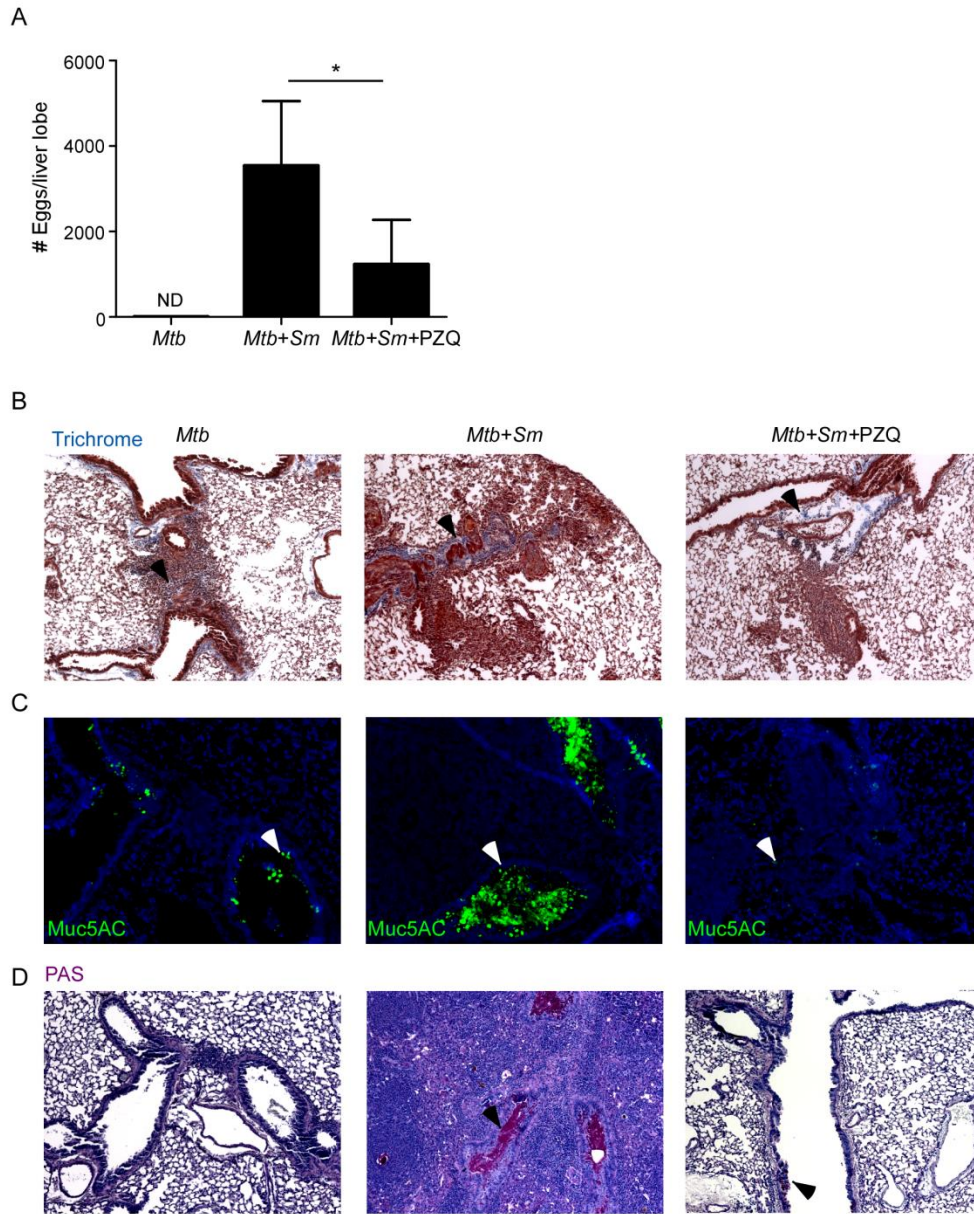 A
# Eggs/liver lobe
6000
4000
2000
0
*
ND
Mtb
Mtb+Sm
Mtb+Sm+PZQ
B
Trichrome
Mtb
Mtb+Sm
Mtb+Sm+PZQ
C
Muc5AC
Muc5AC
Muc5AC
D
PAS